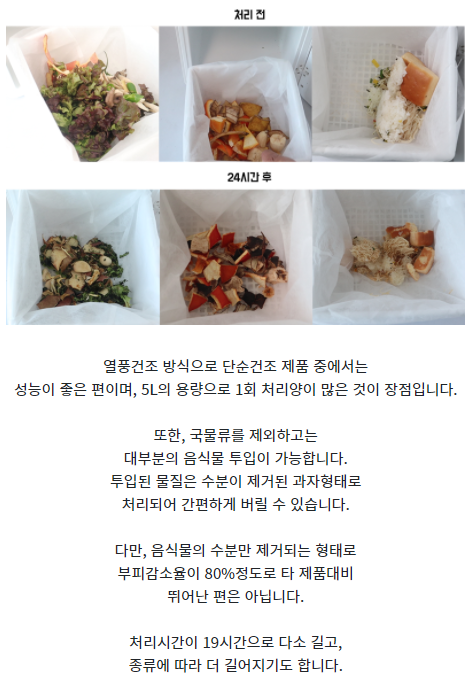 처리 전
24시간 후
열풍건조 방식으로 단순건조 제품 중에서는
성능이 좋은 편이며, 5L의 용량으로 1회 처리양이 많은 것이 장점입니다.
또한, 국물류를 제외하고는
대부분의 음식물 투입이 가능합니다.
투입된 물질은 수분이 제거된 과자형태로
처리되어 간편하게 버릴 수 있습니다.
다만, 음식물의 수분만 제거되는 형태로
부피감소율이 80%정도로 타 제품대비
뛰어난 편은 아닙니다.
처리시간이 19시간으로 다소 길고,
종류에 따라 더 길어지기도 합니다.